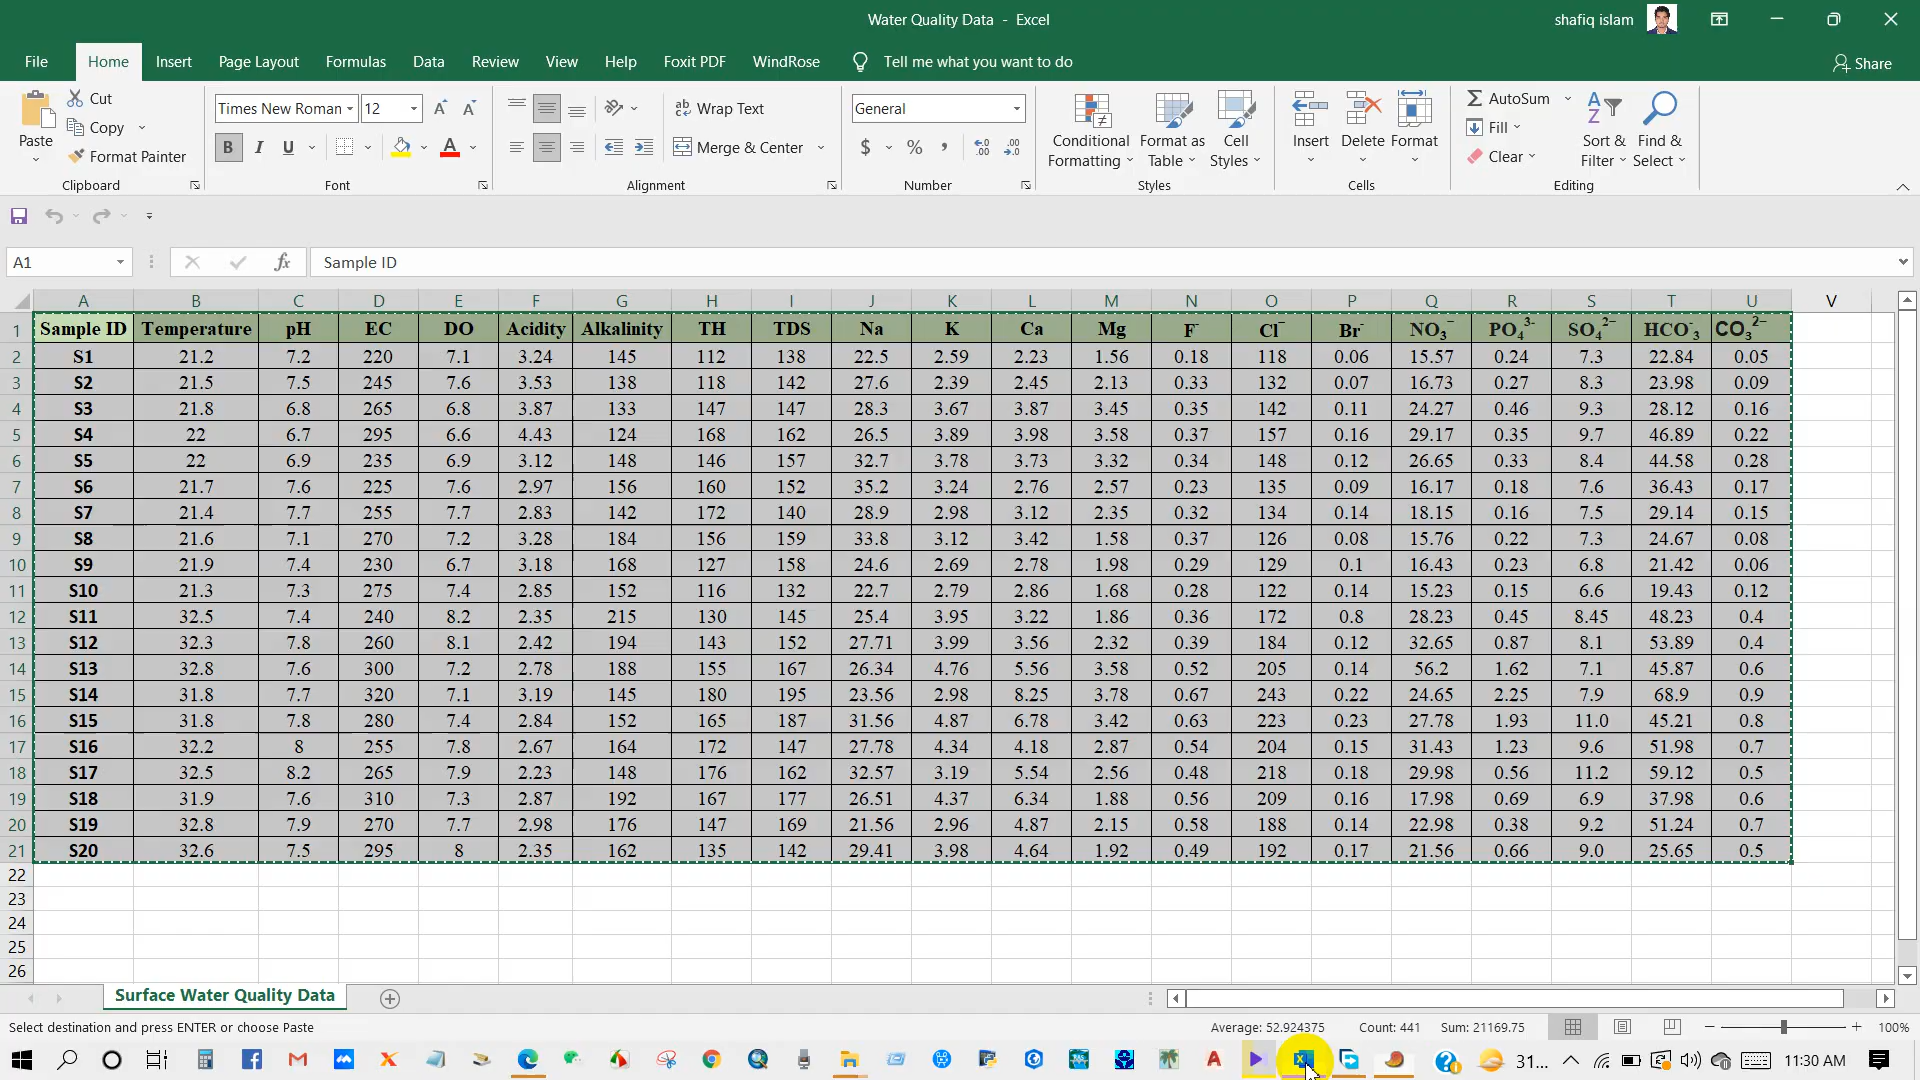 Water Quality Data - Excel
shafiq islam
File Home Insert Page Layout Formulas Data Review View Help Foxit PDF WindRose Tell me what you want to do Share
Paste
Cut
Copy
Format Painter
Clipboard
Times New Roman 12
B I U A
Font
Wrap Text
Merge & Center
Alignment
General
$ % ,
Number
Conditional Formatting
Format as Table
Cell Styles
Styles
Insert Delete Format
Cells
AutoSum
Fill
Clear
Sort & Filter
Find & Select
Editing
A1 fx Sample ID
A B C D E F G H I J K L M N O P Q R S T U V
1 Sample ID Temperature pH EC DO Acidity Alkalinity TH TDS Na K Ca Mg F⁻ Cl⁻ Br⁻ NO₃⁻ PO₄³⁻ SO₄²⁻ HCO⁻₃ CO₃²⁻
2 S1 21.2 7.2 220 7.1 3.24 145 112 138 22.5 2.59 2.23 1.56 0.18 118 0.06 15.57 0.24 7.3 22.84 0.05
3 S2 21.5 7.5 245 7.6 3.53 138 118 142 27.6 2.39 2.45 2.13 0.33 132 0.07 16.73 0.27 8.3 23.98 0.09
4 S3 21.8 6.8 265 6.8 3.87 133 147 147 28.3 3.67 3.87 3.45 0.35 142 0.11 24.27 0.46 9.3 28.12 0.16
5 S4 22 6.7 295 6.6 4.43 124 168 162 26.5 3.89 3.98 3.58 0.37 157 0.16 29.17 0.35 9.7 46.89 0.22
6 S5 22 6.9 235 6.9 3.12 148 146 157 32.7 3.78 3.73 3.32 0.34 148 0.12 26.65 0.33 8.4 44.58 0.28
7 S6 21.7 7.6 225 7.6 2.97 156 160 152 35.2 3.24 2.76 2.57 0.23 135 0.09 16.17 0.18 7.6 36.43 0.17
8 S7 21.4 7.7 255 7.7 2.83 142 172 140 28.9 2.98 3.12 2.35 0.32 134 0.14 18.15 0.16 7.5 29.14 0.15
9 S8 21.6 7.1 270 7.2 3.28 184 156 159 33.8 3.12 3.42 1.58 0.37 126 0.08 15.76 0.22 7.3 24.67 0.08
10 S9 21.9 7.4 230 6.7 3.18 168 127 158 24.6 2.69 2.78 1.98 0.29 129 0.1 16.43 0.23 6.8 21.42 0.06
11 S10 21.3 7.3 275 7.4 2.85 152 116 132 22.7 2.79 2.86 1.68 0.28 122 0.14 15.23 0.15 6.6 19.43 0.12
12 S11 32.5 7.4 240 8.2 2.35 215 130 145 25.4 3.95 3.22 1.86 0.36 172 0.8 28.23 0.45 8.45 48.23 0.4
13 S12 32.3 7.8 260 8.1 2.42 194 143 152 27.71 3.99 3.56 2.32 0.39 184 0.12 32.65 0.87 8.1 53.89 0.4
14 S13 32.8 7.6 300 7.2 2.78 188 155 167 26.34 4.76 5.56 3.58 0.52 205 0.14 56.2 1.62 7.1 45.87 0.6
15 S14 31.8 7.7 320 7.1 3.19 145 180 195 23.56 2.98 8.25 3.78 0.67 243 0.22 24.65 2.25 7.9 68.9 0.9
16 S15 31.8 7.8 280 7.4 2.84 152 165 187 31.56 4.87 6.78 3.42 0.63 223 0.23 27.78 1.93 11.0 45.21 0.8
17 S16 32.2 8 255 7.8 2.67 164 172 147 27.78 4.34 4.18 2.87 0.54 204 0.15 31.43 1.23 9.6 51.98 0.7
18 S17 32.5 8.2 265 7.9 2.23 148 176 162 32.57 3.19 5.54 2.56 0.48 218 0.18 29.98 0.56 11.2 59.12 0.5
19 S18 31.9 7.6 310 7.3 2.87 192 167 177 26.51 4.37 6.34 1.88 0.56 209 0.16 17.98 0.69 6.9 37.98 0.6
20 S19 32.8 7.9 270 7.7 2.98 176 147 169 21.56 2.96 4.87 2.15 0.58 188 0.14 22.98 0.38 9.2 51.24 0.7
21 S20 32.6 7.5 295 8 2.35 162 135 142 29.41 3.98 4.64 1.92 0.49 192 0.17 21.56 0.66 9.0 25.65 0.5
22
23
24
25
26
Surface Water Quality Data
Select destination and press ENTER or choose Paste Average: 52.924375 Count: 441 Sum: 21169.75 100%
31... 11:30 AM